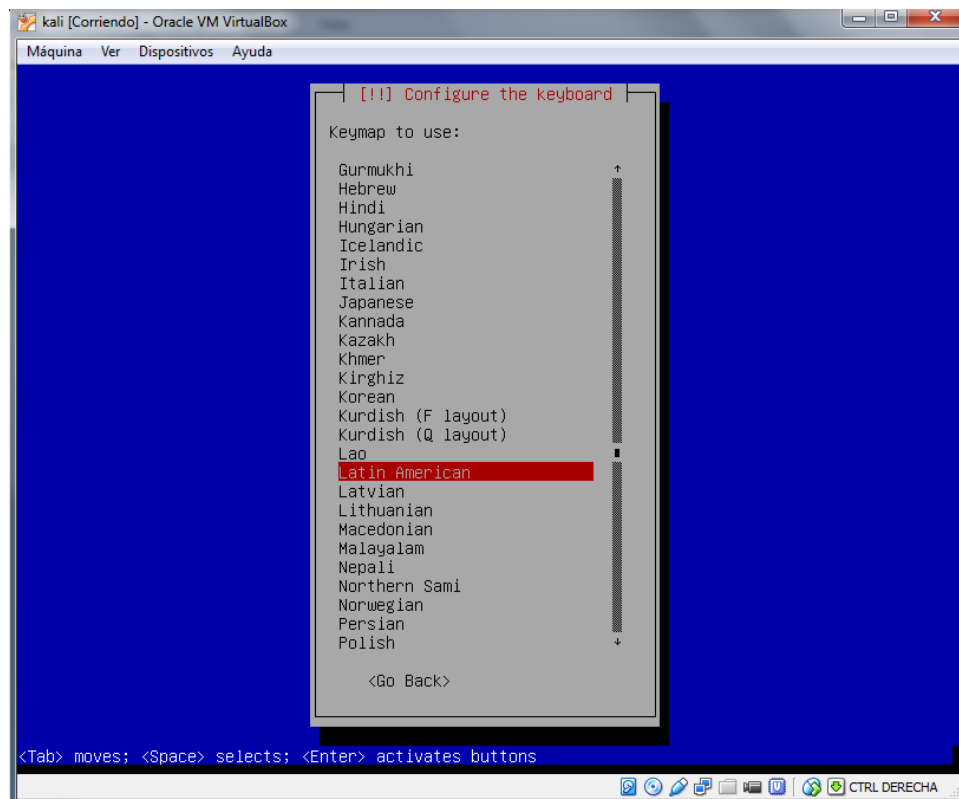 kali [Corriendo] - Oracle VM VirtualBox
Máquina Ver Dispositivos Ayuda
[!!] Configure the keyboard
Keymap to use:
Gurmukhi
Hebrew
Hindi
Hungarian
Icelandic
Irish
Italian
Japanese
Kannada
Kazakh
Khmer
Kirghiz
Korean
Kurdish (F layout)
Kurdish (Q layout)
Lao
Latin American
Latvian
Lithuanian
Macedonian
Malayalam
Nepali
Northern Sami
Norwegian
Persian
Polish
<Go Back>
<Tab> moves; <Space> selects; <Enter> activates buttons
CTRL DERECHA